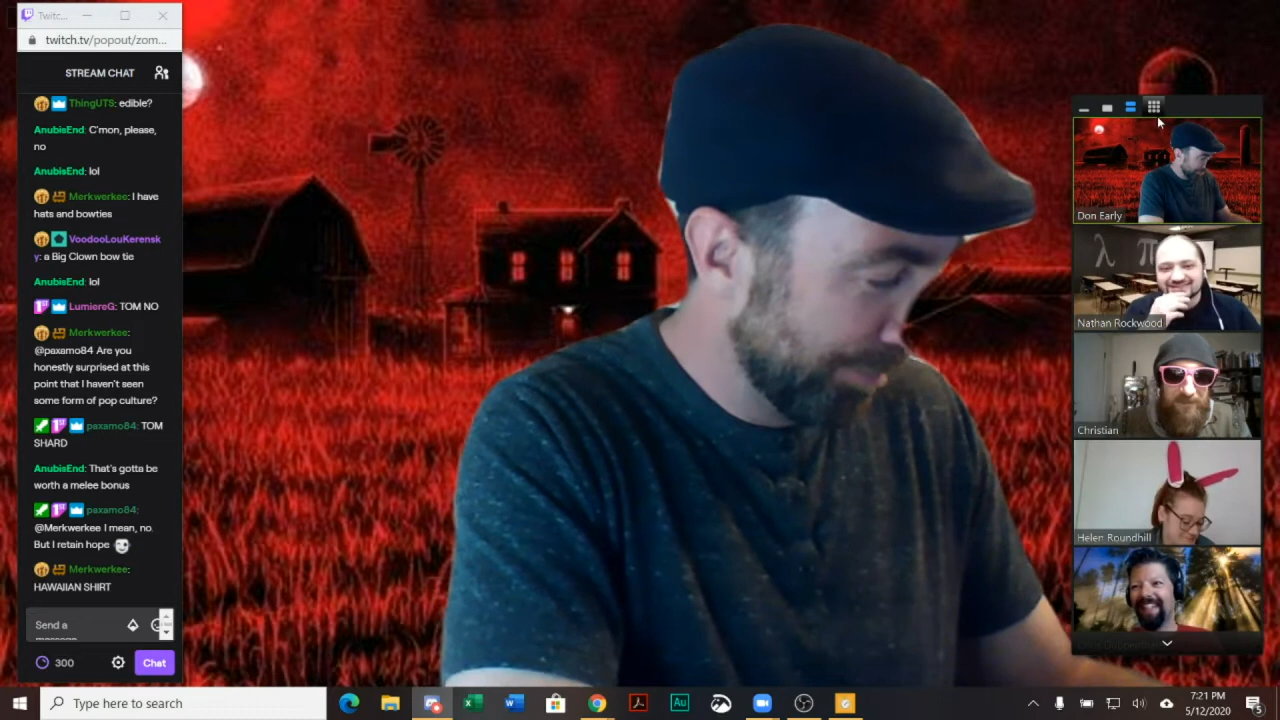 Twitc...
twitch.tv/popout/zom...
STREAM CHAT
ThingUTS: edible?
AnubisEnd: C'mon, please,
no
AnubisEnd: lol
Merkwerkee: I have
hats and bowties
VoodooLouKerensk
y: a Big Clown bow tie
AnubisEnd: lol
LumiereG: TOM NO
Merkwerkee:
@paxamo84 Are you
honestly surprised at this
point that I haven't seen
some form of pop culture?
paxamo84: TOM
SHARD
AnubisEnd: That's gotta be
worth a melee bonus
paxamo84:
@Merkwerkee I mean, no.
But I retain hope
Merkwerkee:
HAWAIIAN SHIRT
Send a
300
Chat
Don Early
λ π
Nathan Rockwood
Christian
Helen Roundhill
Type here to search
Au
7:21 PM
5/12/2020
5